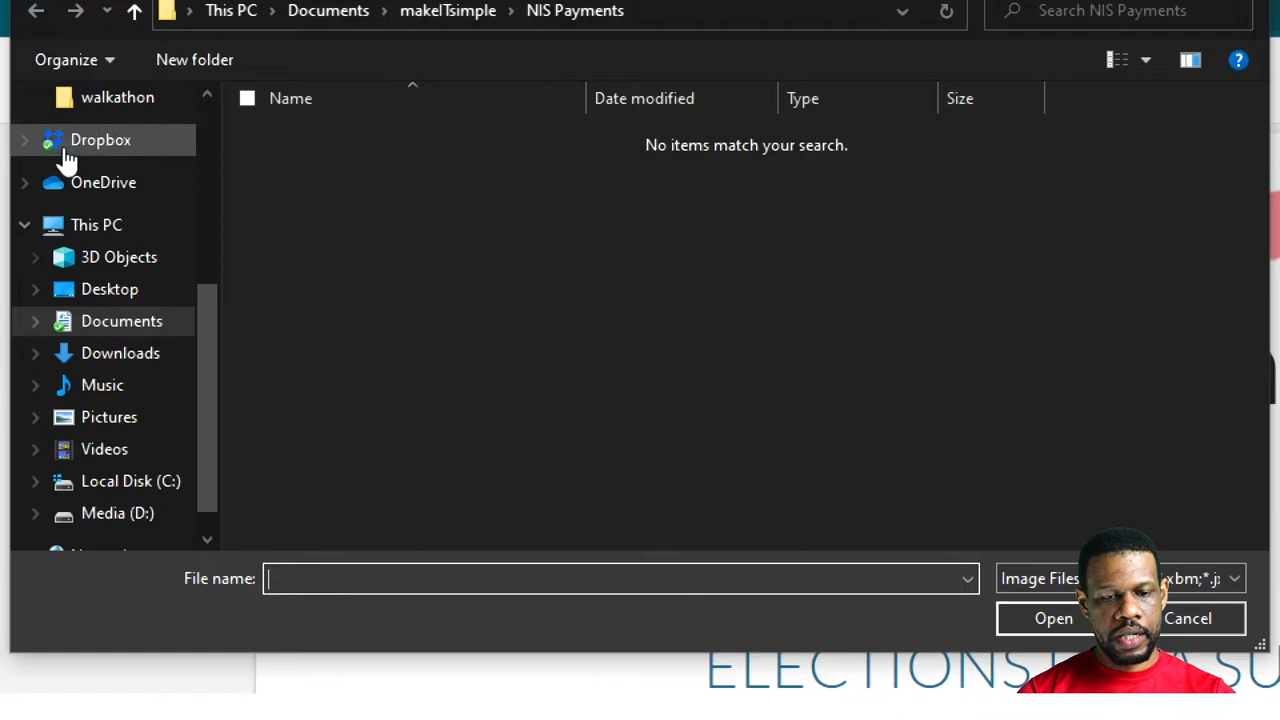 This PC > Documents > makeITsimple > NIS Payments
Search NIS Payments
Organize
New folder
Name
Date modified
Type
Size
walkathon
No items match your search.
Dropbox
OneDrive
This PC
3D Objects
Desktop
Documents
Downloads
Music
Pictures
Videos
Local Disk (C:)
Media (D:)
File name:
Image Files
xbm;*.jx
Open
Cancel
ELECTIONS
SU